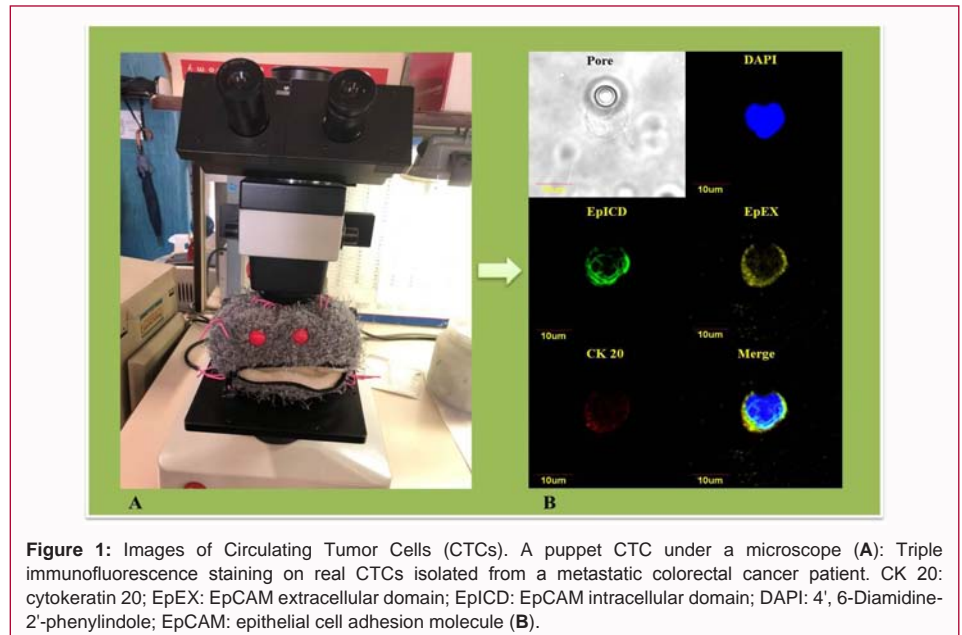 Pore
DAPI
10um
10um
EpICD
EpEX
10um
10um
CK 20
Merge
10um
10um
A
B
Figure 1: Images of Circulating Tumor Cells (CTCs). A puppet CTC under a microscope (A): Triple
immunofluorescence staining on real CTCs isolated from a metastatic colorectal cancer patient. CK 20:
cytokeratin 20; EpEX: EpCAM extracellular domain; EpICD: EpCAM intracellular domain; DAPI: 4', 6-Diamidine-
2'-phenylindole; EpCAM: epithelial cell adhesion molecule (B).